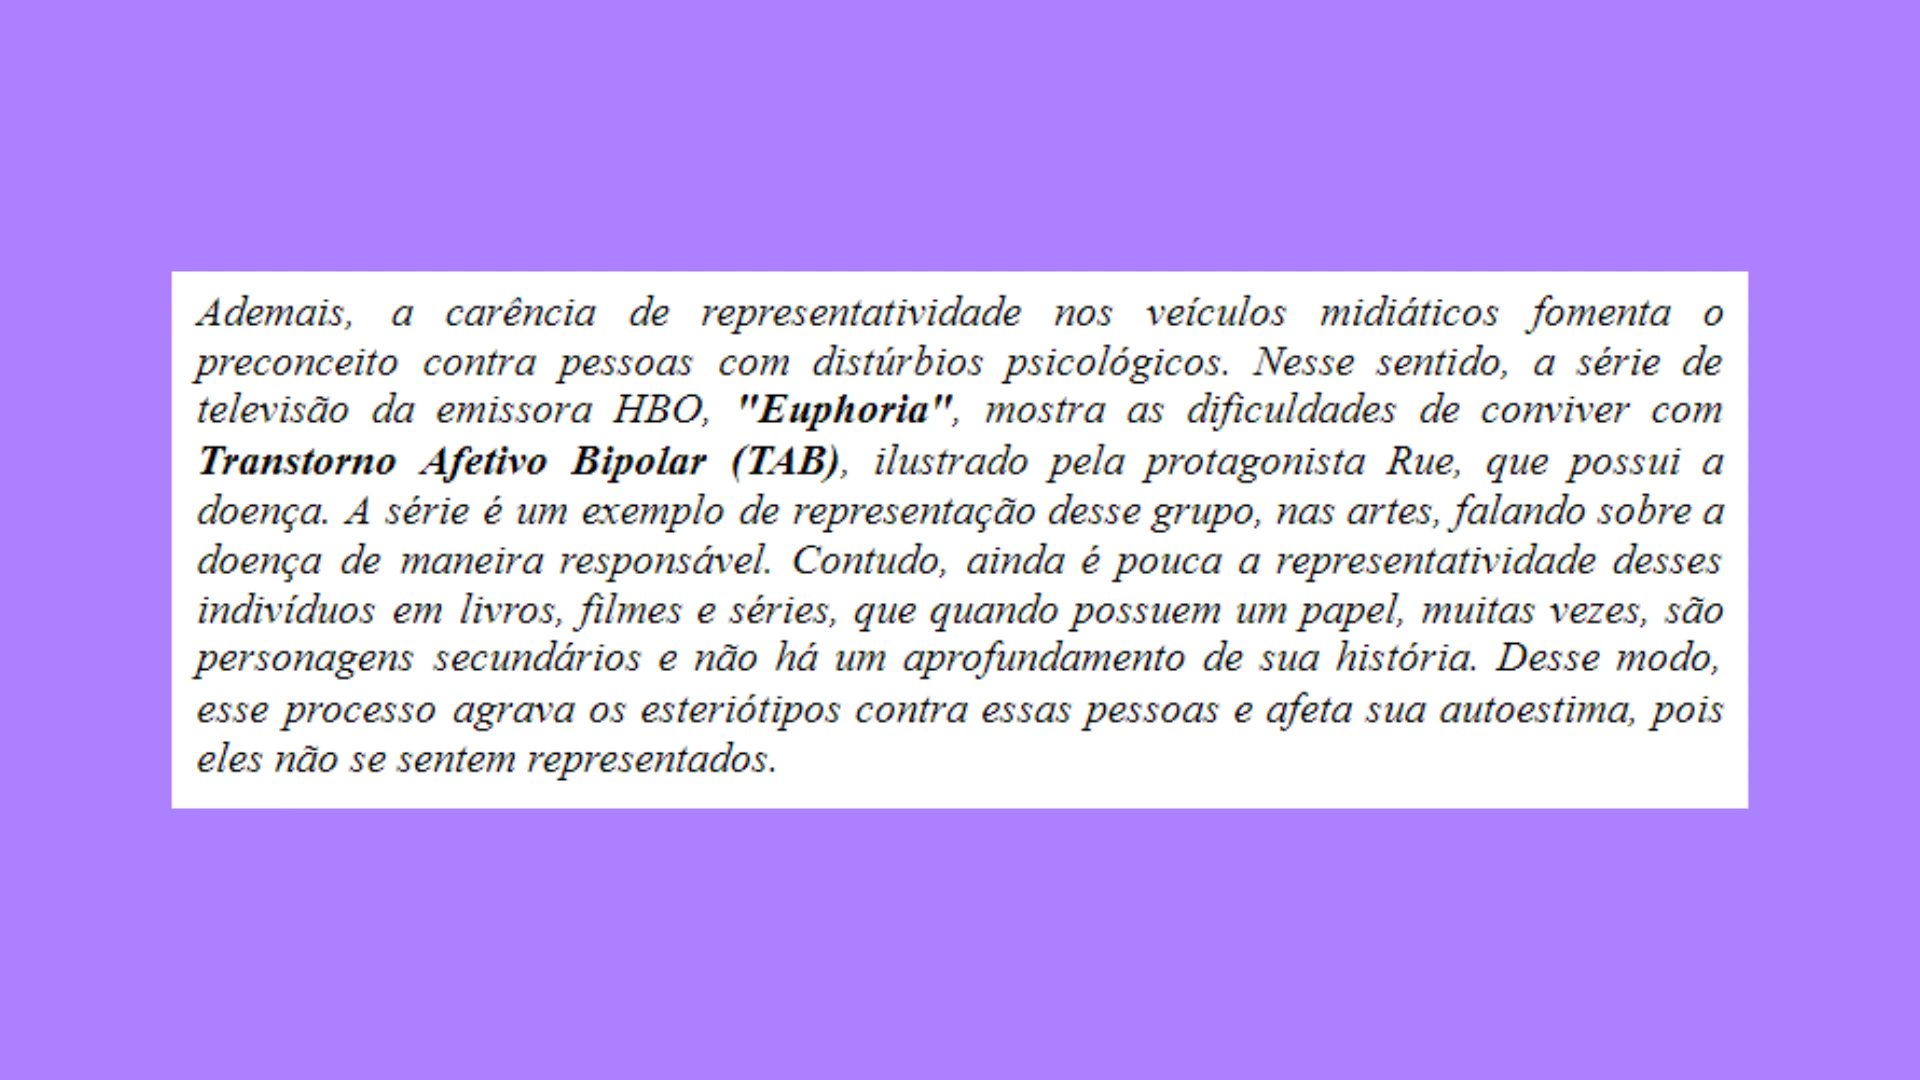 Ademais, a carência de representatividade nos veículos midiáticos fomenta o
preconceito contra pessoas com distúrbios psicológicos. Nesse sentido, a série de
televisão da emissora HBO, "Euphoria", mostra as dificuldades de conviver com
Transtorno Afetivo Bipolar (TAB), ilustrado pela protagonista Rue, que possui a
doença. A série é um exemplo de representação desse grupo, nas artes, falando sobre a
doença de maneira responsável. Contudo, ainda é pouca a representatividade desses
indivíduos em livros, filmes e séries, que quando possuem um papel, muitas vezes, são
personagens secundários e não há um aprofundamento de sua história. Desse modo,
esse processo agrava os esteriótipos contra essas pessoas e afeta sua autoestima, pois
eles não se sentem representados.